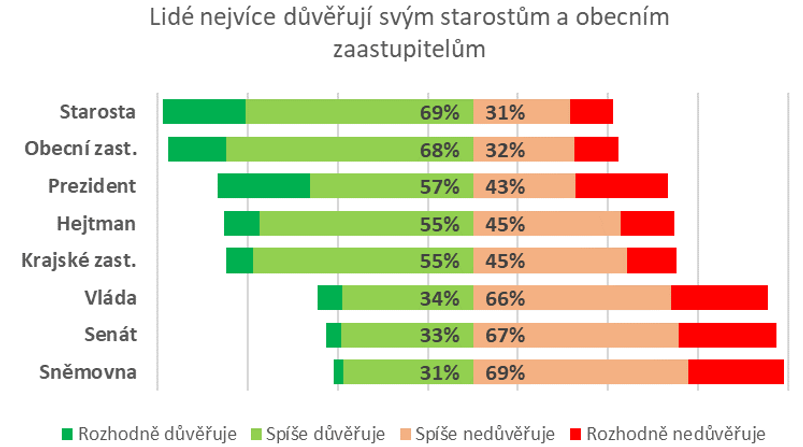 Lidé nejvíce důvěřují svým starostům a obecním
zaastupitelům
Starosta 69% 31%
Obecní zast. 68% 32%
Prezident 57% 43%
Hejtman 55% 45%
Krajské zast. 55% 45%
Vláda 34% 66%
Senát 33% 67%
Sněmovna 31% 69%
Rozhodně důvěřuje Spíše důvěřuje Spíše nedůvěřuje Rozhodně nedůvěřuje